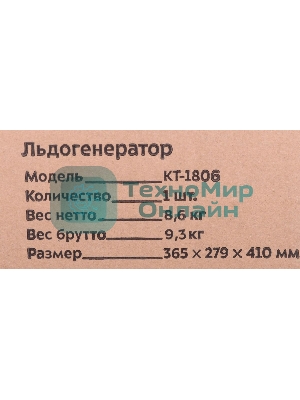 Льдогенератор
Модель КТ-1806
Количество 1 шт.
Вес нетто 8,6 кг
Вес брутто 9,3 кг
Размер 365 × 279 × 410 мм
ТехноМир
Онлайн